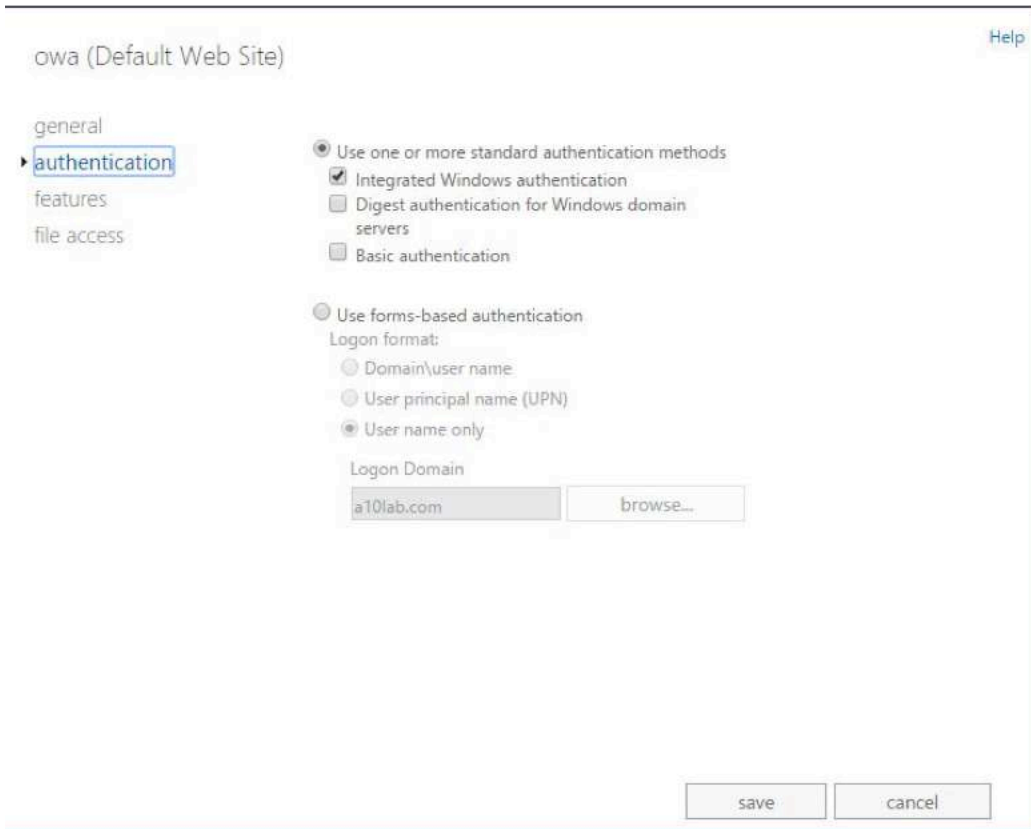 Help
owa (Default Web Site)
general
authentication
features
file access
Use one or more standard authentication methods
Integrated Windows authentication
Digest authentication for Windows domain
servers
Basic authentication
Use forms-based authentication
Logon format:
Domain\user name
User principal name (UPN)
User name only
Logon Domain
a10lab.com
browse...
save
cancel